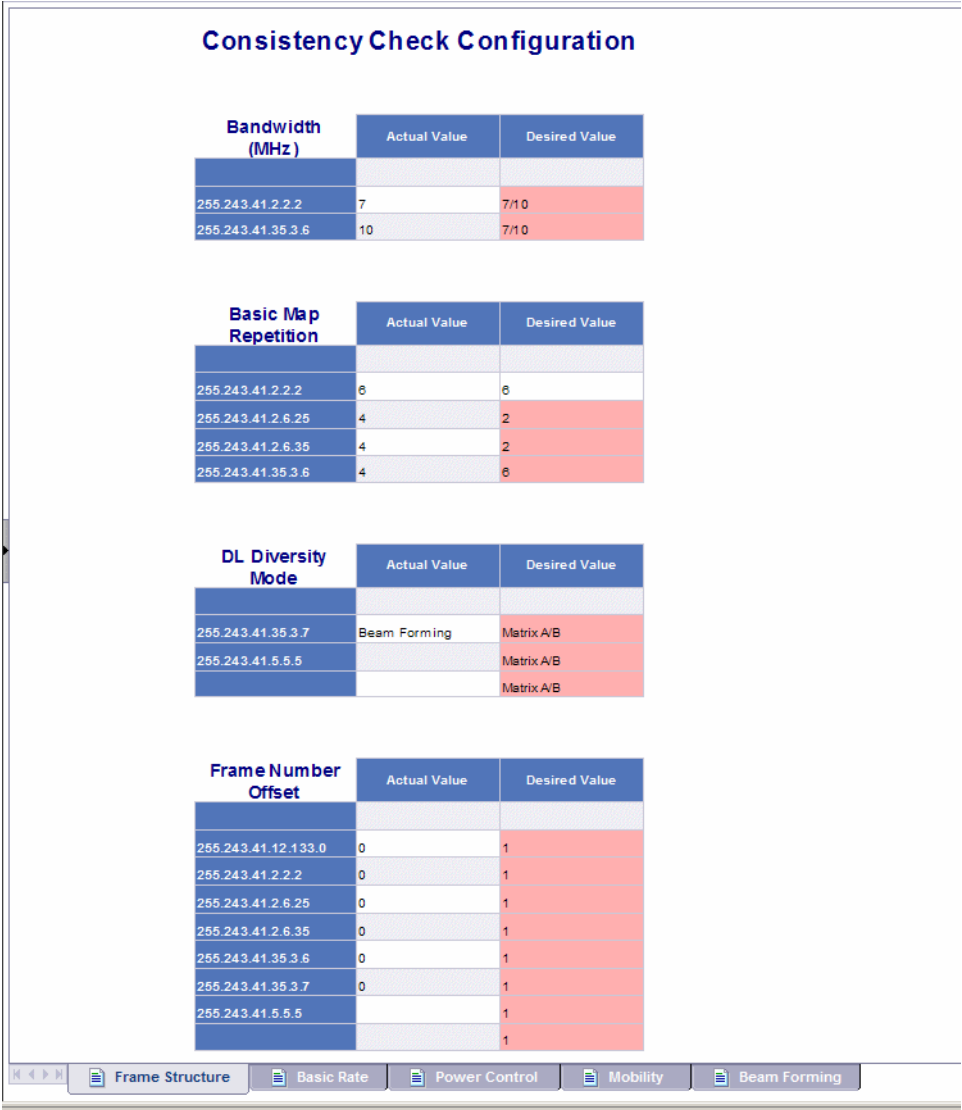 Consistency Check Configuration
Bandwidth
(MHz)
Actual Value Desired Value
255.243.41.2.2.2 7 7/10
255.243.41.35.3.6 10 7/10
Basic Map
Repetition
Actual Value Desired Value
255.243.41.2.2.2 6 6
255.243.41.2.6.25 4 2
255.243.41.2.6.35 4 2
255.243.41.35.3.6 4 6
DL Diversity
Mode
Actual Value Desired Value
255.243.41.35.3.7 Beam Forming Matrix A/B
255.243.41.5.5.5 Matrix A/B
Matrix A/B
Frame Number
Offset
Actual Value Desired Value
255.243.41.12.133.0 0 1
255.243.41.2.2.2 0 1
255.243.41.2.6.25 0 1
255.243.41.2.6.35 0 1
255.243.41.35.3.6 0 1
255.243.41.35.3.7 0 1
255.243.41.5.5.5 1
1
Frame Structure Basic Rate Power Control Mobility Beam Forming